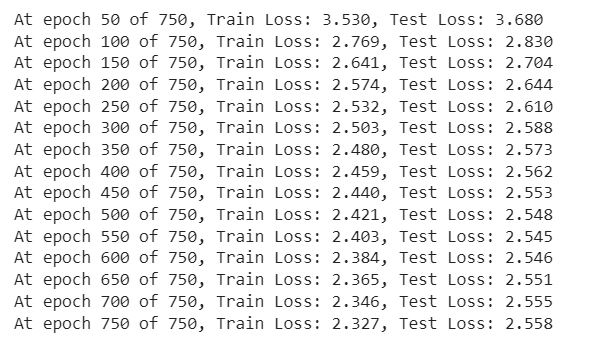 At epoch 50 of 750, Train Loss: 3.530, Test Loss: 3.680
At epoch 100 of 750, Train Loss: 2.769, Test Loss: 2.830
At epoch 150 of 750, Train Loss: 2.641, Test Loss: 2.704
At epoch 200 of 750, Train Loss: 2.574, Test Loss: 2.644
At epoch 250 of 750, Train Loss: 2.532, Test Loss: 2.610
At epoch 300 of 750, Train Loss: 2.503, Test Loss: 2.588
At epoch 350 of 750, Train Loss: 2.480, Test Loss: 2.573
At epoch 400 of 750, Train Loss: 2.459, Test Loss: 2.562
At epoch 450 of 750, Train Loss: 2.440, Test Loss: 2.553
At epoch 500 of 750, Train Loss: 2.421, Test Loss: 2.548
At epoch 550 of 750, Train Loss: 2.403, Test Loss: 2.545
At epoch 600 of 750, Train Loss: 2.384, Test Loss: 2.546
At epoch 650 of 750, Train Loss: 2.365, Test Loss: 2.551
At epoch 700 of 750, Train Loss: 2.346, Test Loss: 2.555
At epoch 750 of 750, Train Loss: 2.327, Test Loss: 2.558